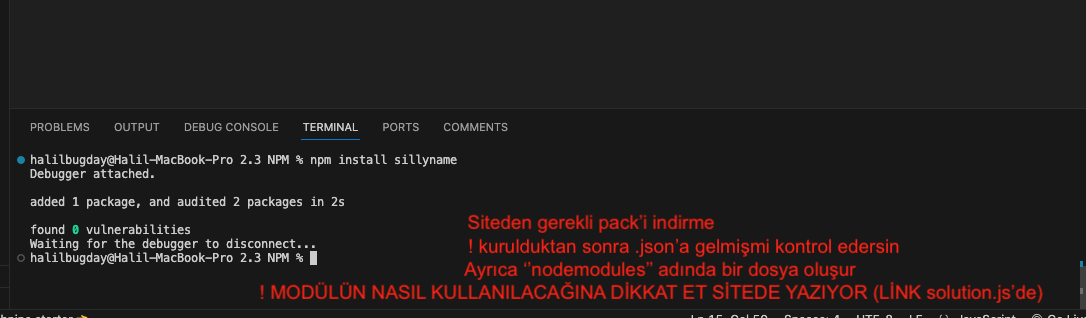 PROBLEMS OUTPUT DEBUG CONSOLE TERMINAL PORTS COMMENTS
halilbugday@Halil-MacBook-Pro 2.3 NPM % npm install sillyname
Debugger attached.
added 1 package, and audited 2 packages in 2s
found 0 vulnerabilities
Waiting for the debugger to disconnect...
halilbugday@Halil-MacBook-Pro 2.3 NPM %
Siteden gerekli pack'i indirme
! kurulduktan sonra .json'a gelmişmi kontrol edersin
Ayrıca ‘’nodemodules’’ adında bir dosya oluşur
! MODÜLÜN NASIL KULLANILACAĞINA DİKKAT ET SİTEDE YAZIYOR (LİNK solution.js’de)